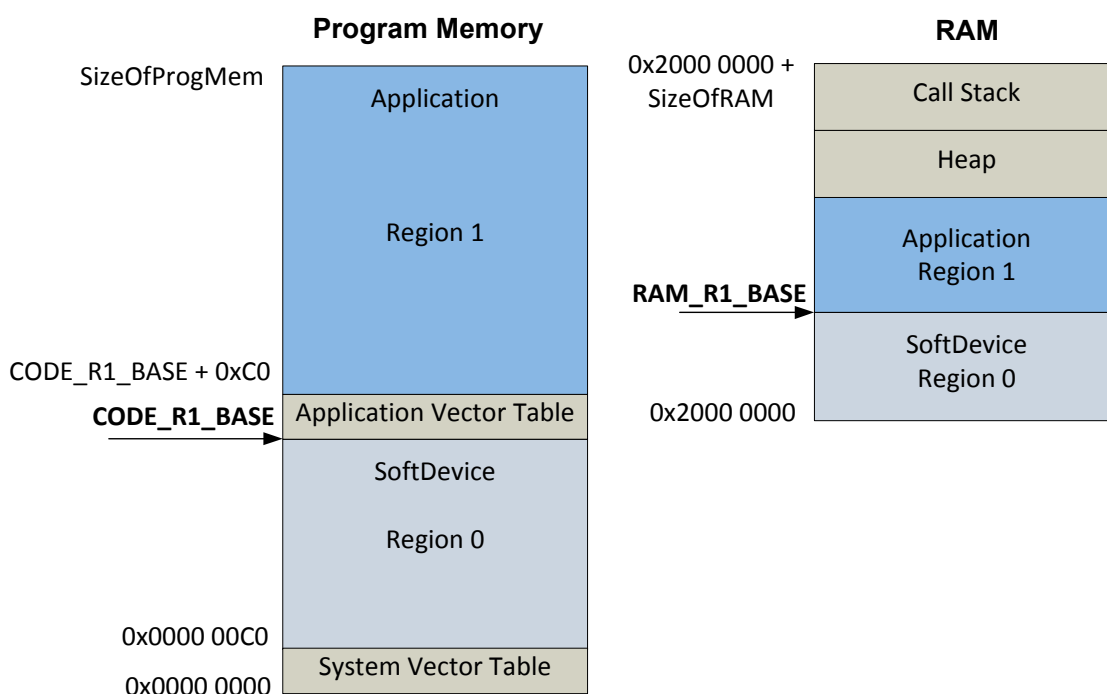 Program Memory
SizeOfProgMem
Application
Region 1
CODE_R1_BASE + 0xC0
CODE_R1_BASE
Application Vector Table
SoftDevice
Region 0
0x0000 00C0
System Vector Table
0x0000 0000
RAM
0x2000 0000 +
SizeOfRAM
Call Stack
Heap
Application
Region 1
RAM_R1_BASE
SoftDevice
Region 0
0x2000 0000